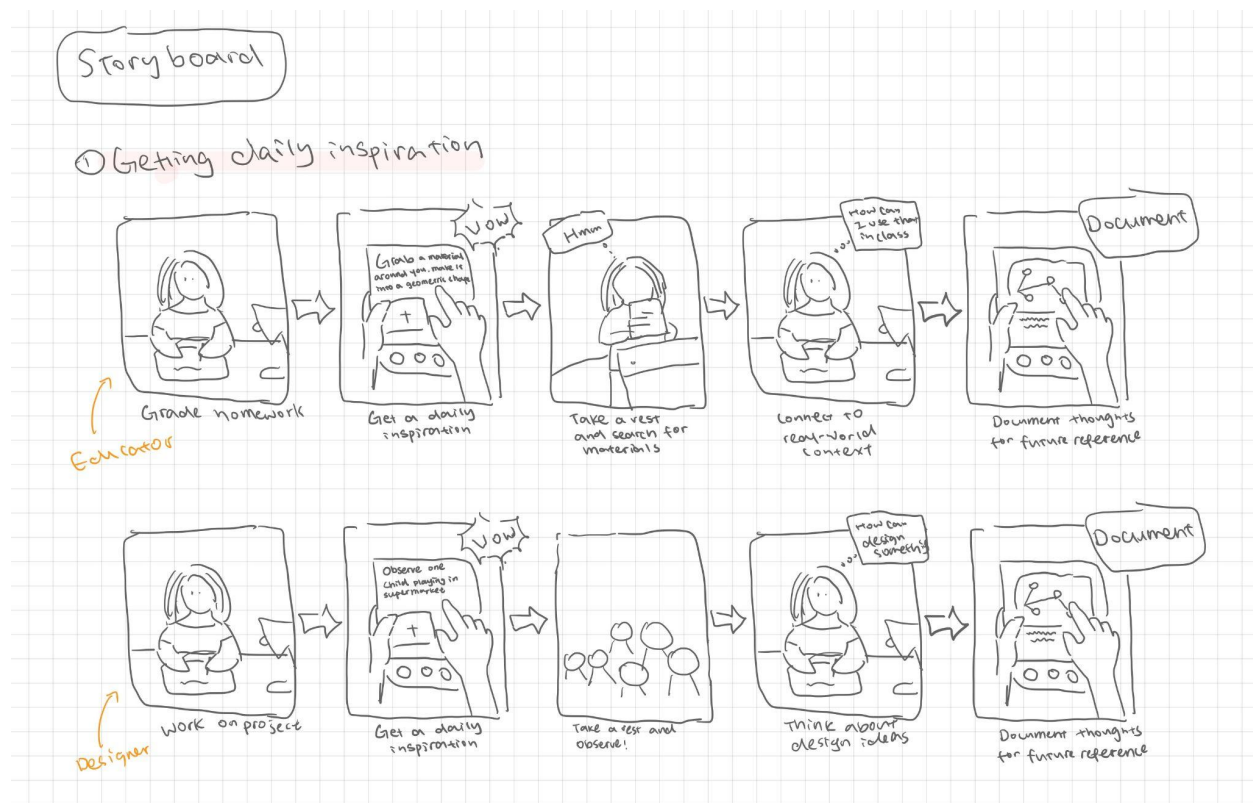 Storyboard
① Getting daily inspiration
VOW
Grab a material
around you, make it
into a geometric shape
Hmm
How can
I use that
in class
Document
Grade homework
Get a daily
inspiration
Take a rest
and search for
materials
Connect to
real-world
context
Document thoughts
for future reference
Educator
VOW
Observe one
child playing in
supermarket
How can
design
somethig
Document
Work on project
Get a daily
inspiration
Take a rest and
observe!
Think about
design ideas
Document thoughts
for future reference
Designer